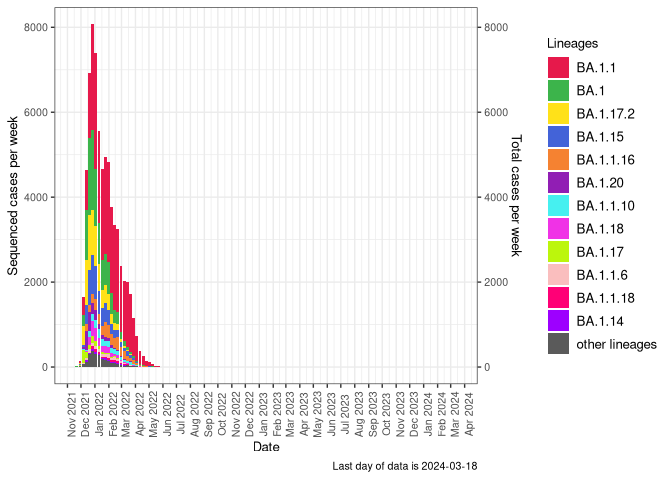 Sequenced cases per week
8000
6000
4000
2000
0
8000
6000
4000
2000
0
Total cases per week
Nov 2021
Dec 2021
Jan 2022
Feb 2022
Mar 2022
Apr 2022
May 2022
Jun 2022
Jul 2022
Aug 2022
Sep 2022
Oct 2022
Nov 2022
Dec 2022
Jan 2023
Feb 2023
Mar 2023
Apr 2023
May 2023
Jun 2023
Jul 2023
Aug 2023
Sep 2023
Oct 2023
Nov 2023
Dec 2023
Jan 2024
Feb 2024
Mar 2024
Apr 2024
Date
Last day of data is 2024-03-18
Lineages
BA.1.1
BA.1
BA.1.17.2
BA.1.15
BA.1.1.16
BA.1.20
BA.1.1.10
BA.1.18
BA.1.17
BA.1.1.6
BA.1.1.18
BA.1.14
other lineages